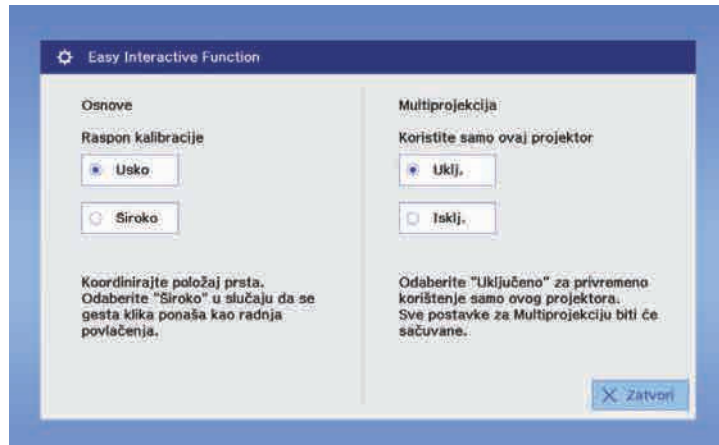 Easy Interactive Function
Osnove
Raspon kalibracije
Usko
Siroko
Koordinirajte položaj prsta.
Odaberite "Siroko" u slučaju da se
gesta klika ponaša kao radnja
povlačenja.
Multiprojekcija
Koristite samo ovaj projektor
Uklj.
Isklj.
Odaberite "Uključeno" za privremeno
korištenje samo ovog projektora.
Sve postavke za Multiprojekciju biti će
sačuvane.
Zatvori